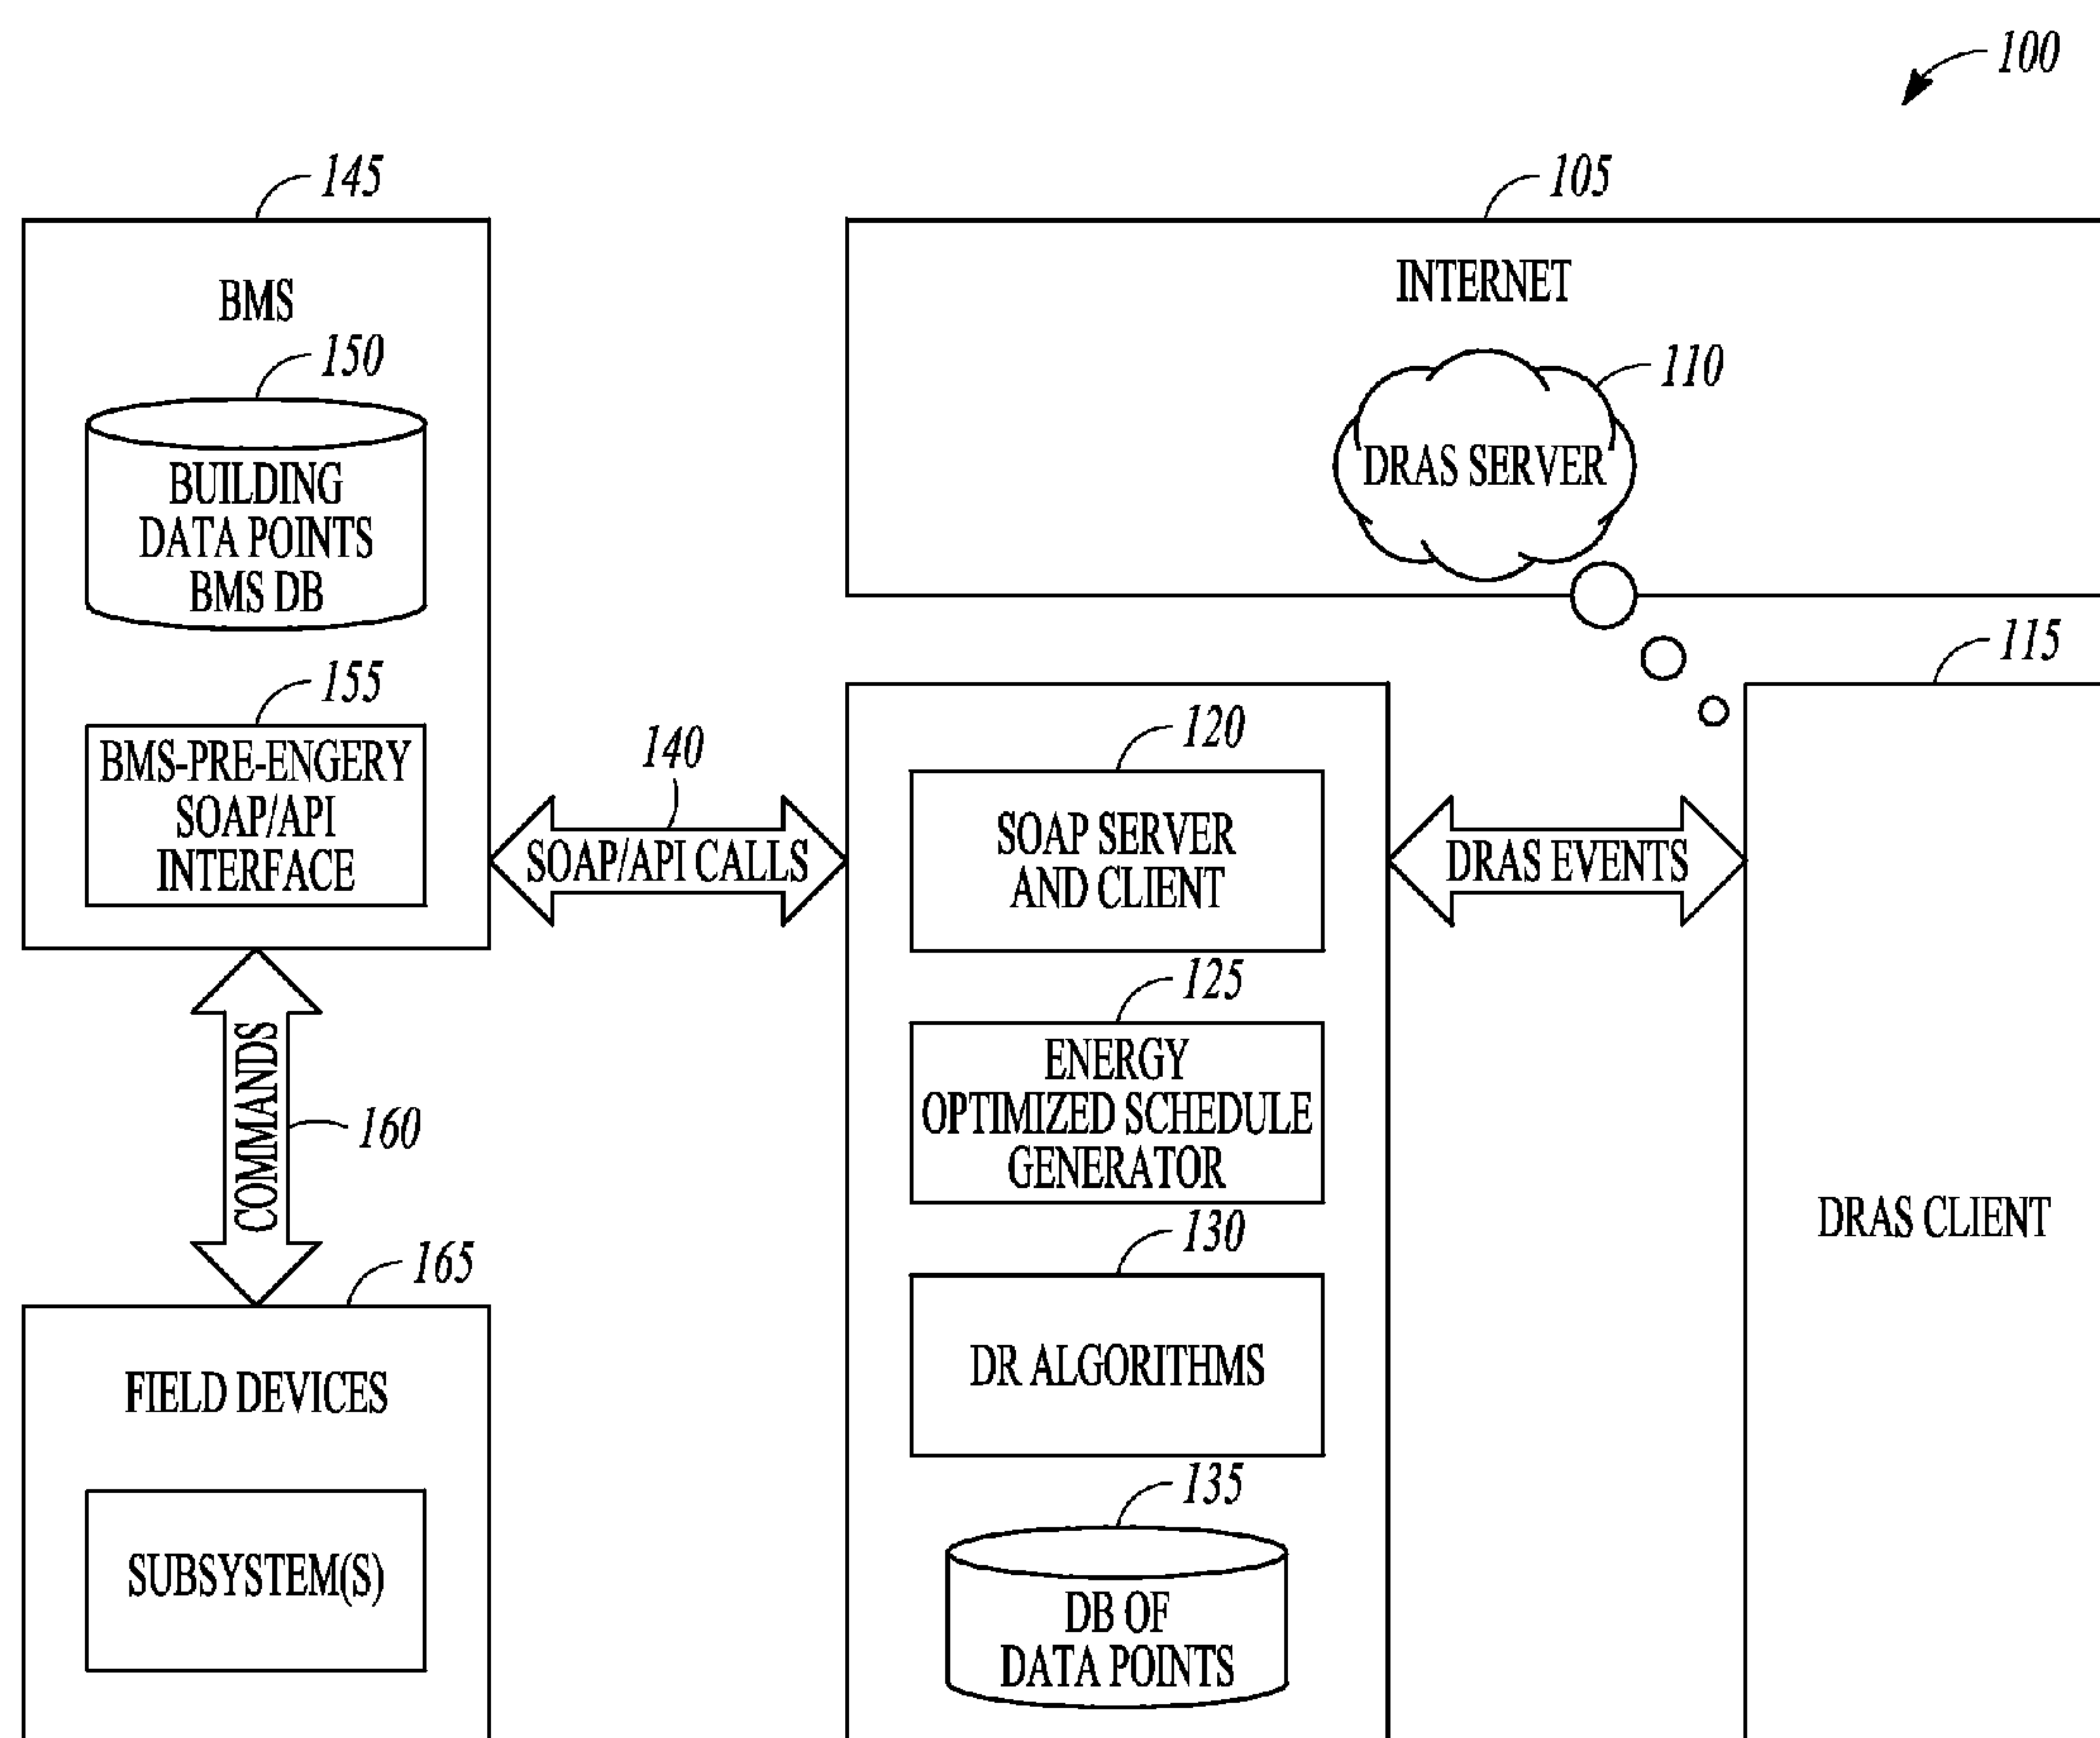 100
145
105
BMS
INTERNET
150
110
BUILDING
DATA POINTS
BMS DB
DRAS SERVER
155
115
BMS-PRE-ENGERY
SOAP/API
INTERFACE
140
SOAP/API CALLS
120
SOAP SERVER
AND CLIENT
DRAS EVENTS
125
ENERGY
OPTIMIZED SCHEDULE
GENERATOR
COMMANDS
160
DRAS CLIENT
130
DR ALGORITHMS
165
FIELD DEVICES
SUBSYSTEM(S)
135
DB OF
DATA POINTS